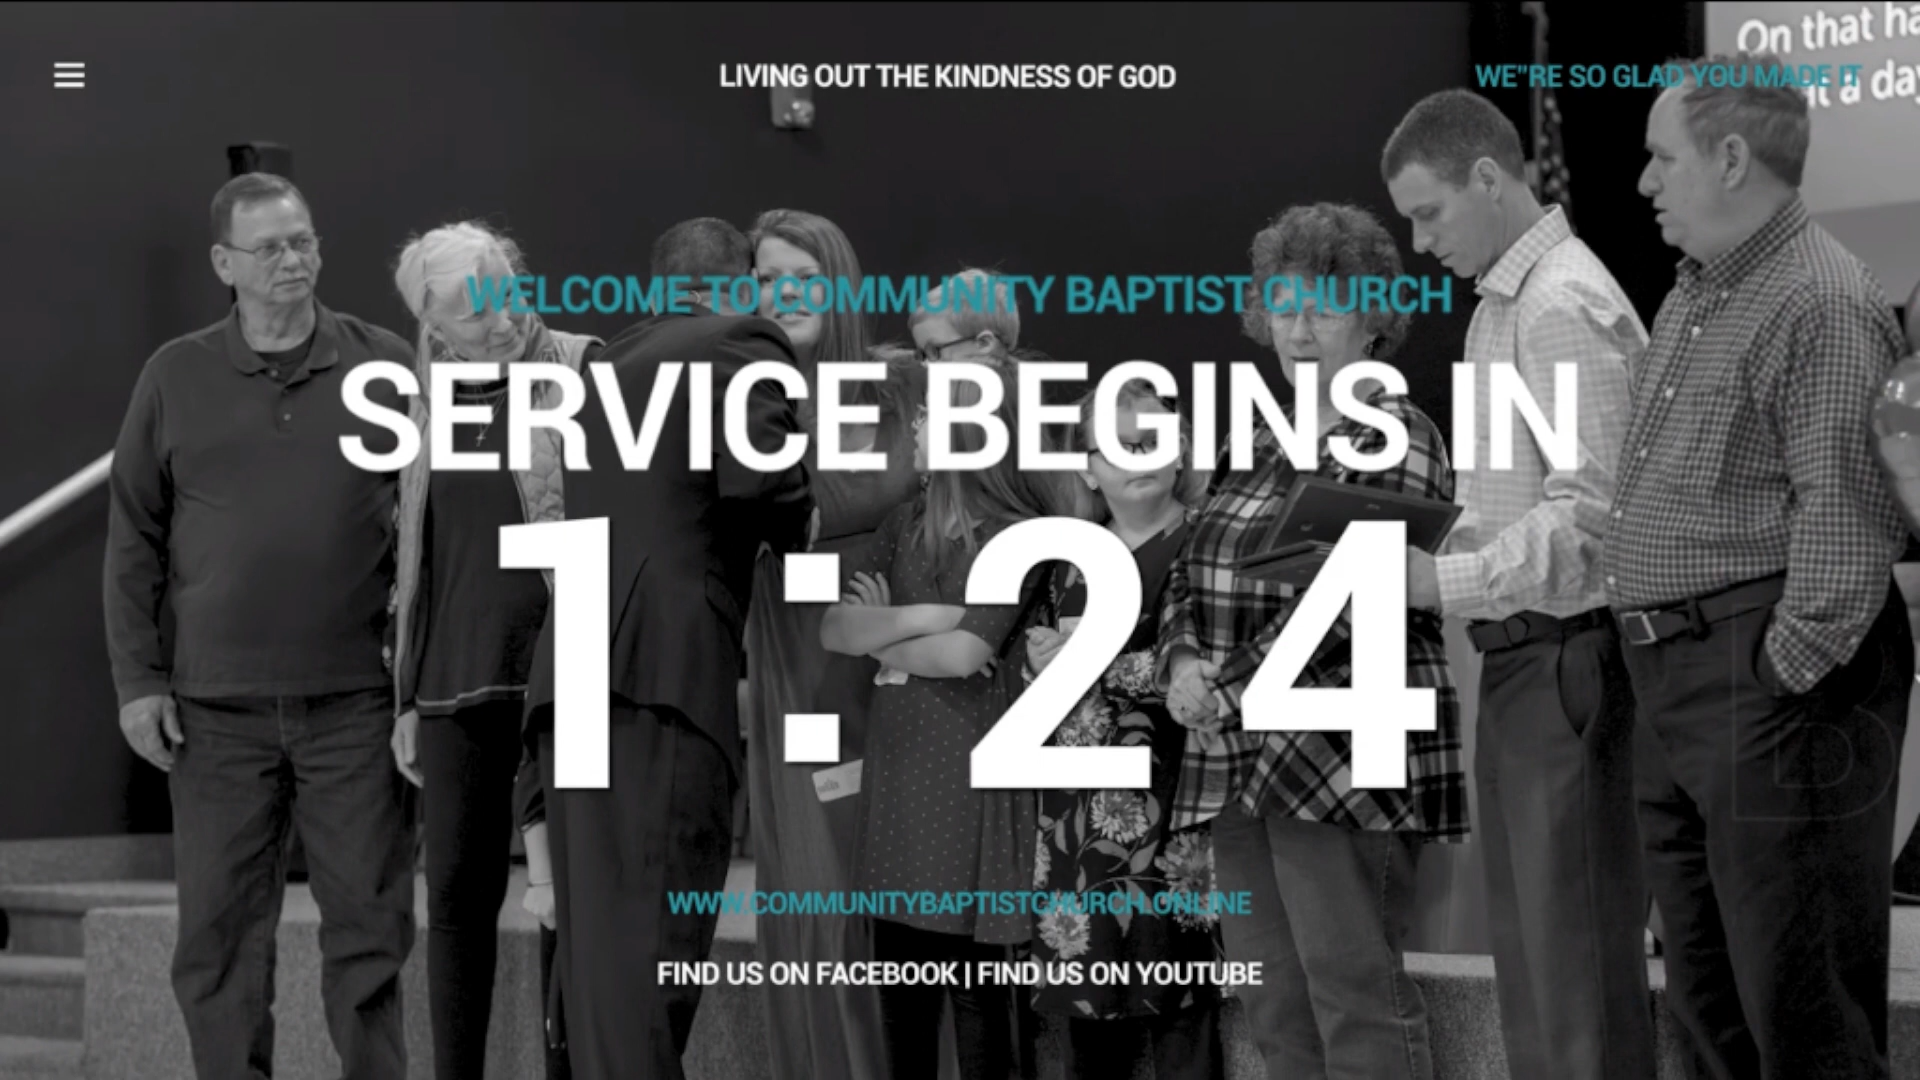 LIVING OUT THE KINDNESS OF GOD
WE"RE SO GLAD YOU MADE IT
On that
a day
WELCOME TO COMMUNITY BAPTIST CHURCH
SERVICE BEGINS IN
1:24
WWW.COMMUNITYBAPTISTCHURCH.ONLINE
FIND US ON FACEBOOK | FIND US ON YOUTUBE